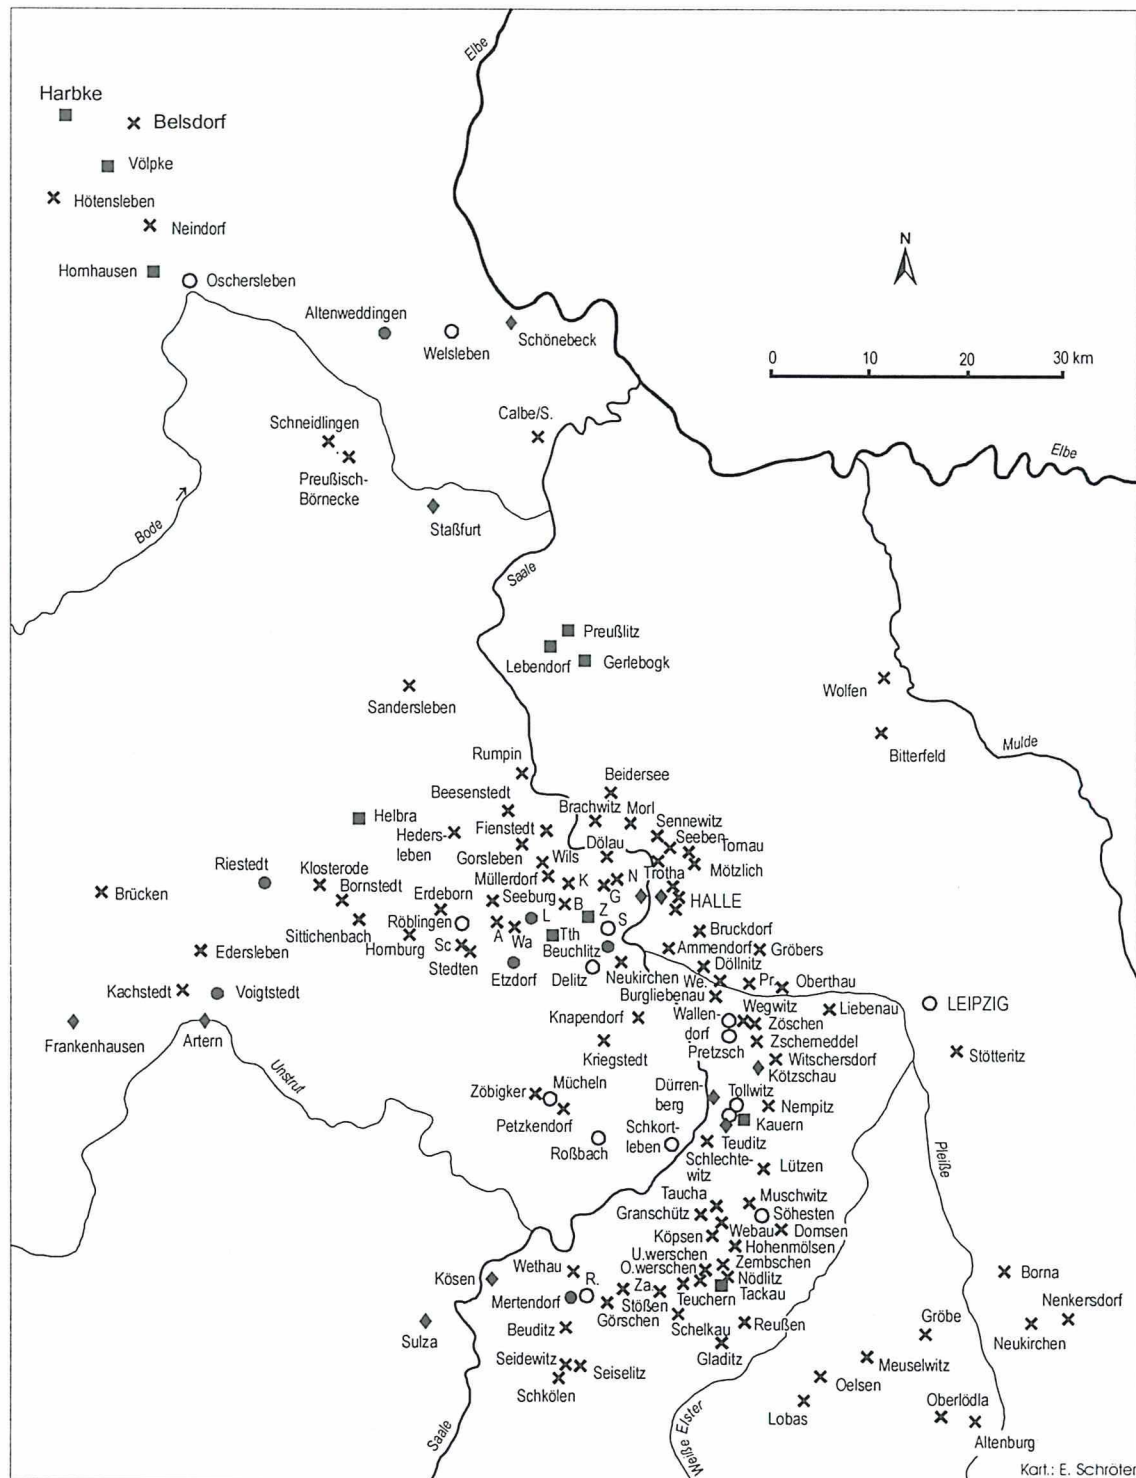 Elbe
Harbke
Belsdorf
Völpke
Hötensleben
Neindorf
Hornhausen
Oschersleben
N
Altenweddingen
Welsleben
Schönebeck
0 10 20 30 km
Schneidlingen
Calbe/S.
Preußisch-
Börnecke
Elbe
Staßfurt
Bode
Saale
Preußlitz
Lebendorf
Gerlebogk
Wolfen
Sandersleben
Bitterfeld
Mulde
Rumpin
Beidersee
Beesenstedt
Brachwitz
Morl
Helbra
Sennewitz
Heders-
leben
Fienstedt
Seeben
Dölau
Tornau
Gorsleben
Wils
Mötzlich
Riestedt
Klosterode
Müllerdorf
K
N
Trotha
Brücken
Bornstedt
Erdeborn
Seeburg
B
G
HALLE
Röblingen
L
Z
S
Sittichenbach
Hornburg
A
Wa
Tth
Bruckdorf
Sc
Beuchlitz
Ammendorf
Gröbers
Edersleben
Stedten
Etzdorf
Delitz
Neukirchen
Döllnitz
We.
Pr.
Oberthau
Kachstedt
Voigtstedt
Burgliebenau
Wegwitz
Liebenau
LEIPZIG
Frankenhausen
Artern
Knapendorf
Wallen-
dorf
Zöschen
Kriegstedt
Pretzsch
Zschemeddel
Stötteritz
Witschersdorf
Kötzschau
Unstrut
Zöbigker
Mücheln
Dürren-
berg
Tollwitz
Nempitz
Petzkendorf
Kauern
Roßbach
Schkort-
leben
Teuditz
Schlechte-
witz
Lützen
Pleiße
Taucha
Muschwitz
Granschütz
Söhesten
Köpsen
Webau
Domsen
Hohenmölsen
U.werschen
Zembschen
O.werschen
Nödlitz
Wethau
R.
Za.
Kösen
Mertendorf
Stößen
Teuchern
Tackau
Borna
Görschen
Nenkersdorf
Sulza
Beuditz
Schelkau
Reußen
Gröbe
Neukirchen
Gladitz
Seidewitz
Seiselitz
Meuselwitz
Schkölen
Oelsen
Lobas
Oberlödla
Altenburg
Saale
Weiße Elster
Kart.: E. Schröter